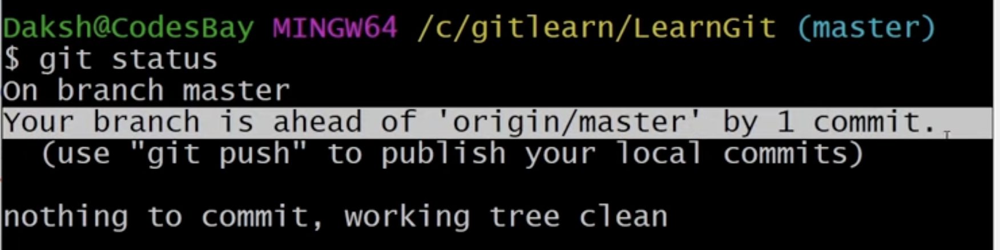 Daksh@CodesBay MINGW64 /c/gitlearn/LearnGit (master)
$ git status
On branch master
Your branch is ahead of 'origin/master' by 1 commit.
  (use "git push" to publish your local commits)

nothing to commit, working tree clean